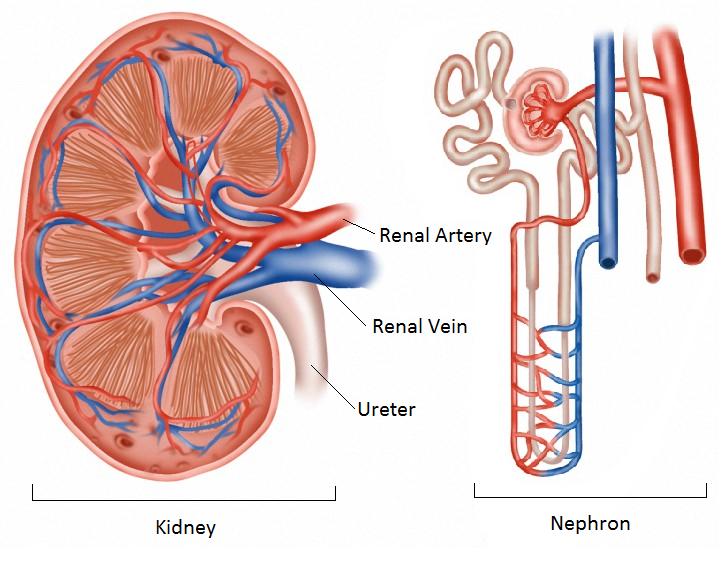 Renal Artery
Renal Vein
Ureter
Kidney
Nephron